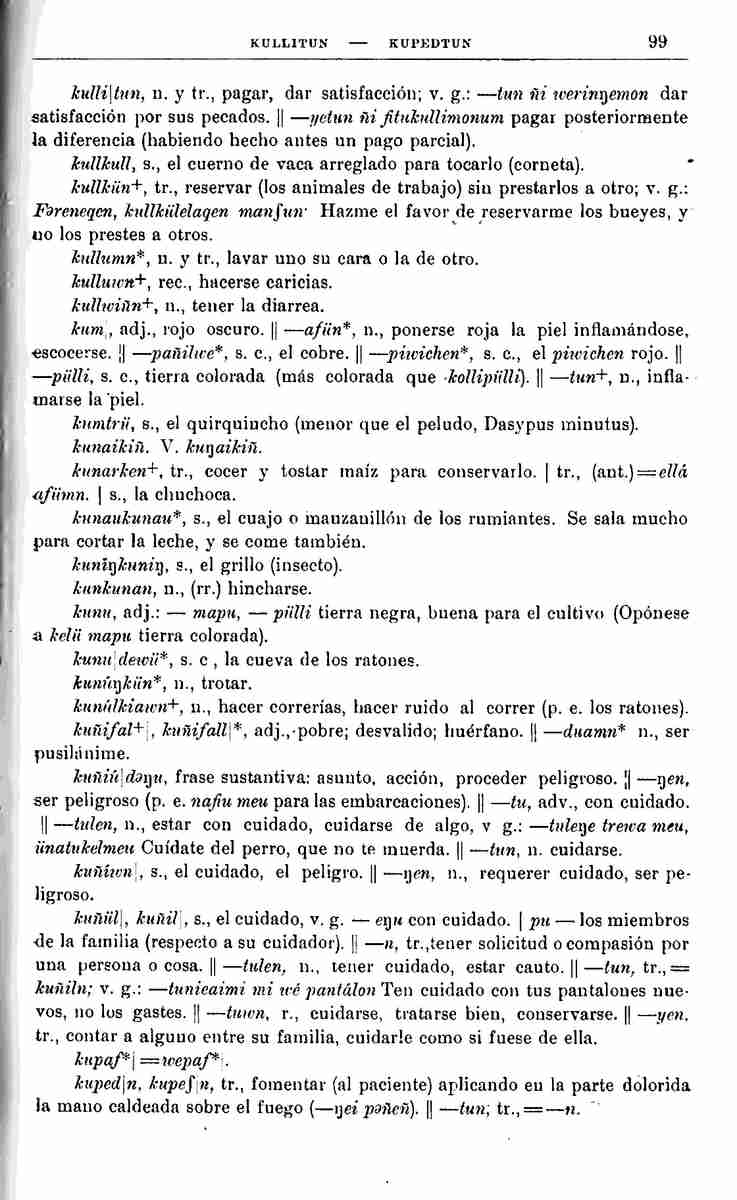 KULLITUN — KUPEDTUN 99
kulli|tun, n. y tr., pagar, dar satisfacción; v. g.: —tun ñi weriŋemon dar
satisfacción por sus pecados. || —yetun ñi fitukullimonum pagar posteriormente
la diferencia (habiendo hecho antes un pago parcial).
kullkull, s., el cuerno de vaca arreglado para tocarlo (corneta).
kullkün+, tr., reservar (los animales de trabajo) sin prestarlos a otro; v. g.:
Fəreneqen, kullkülelaqen manſun· Hazme el favor de reservarme los bueyes, y
no los prestes a otros.
kullumn*, n. y tr., lavar uno su cara o la de otro.
kulluwn+, rec., hacerse caricias.
kullwiñn+, n., tener la diarrea.
kum|, adj., rojo oscuro. || —afün*, n., ponerse roja la piel inflamándose,
escocerse. || —pañilwe*, s. c., el cobre. || —piwichen*, s. c., el piwichen rojo. ||
—pülli, s. c., tierra colorada (más colorada que kollipülli). || —tun+, n., infla-
marse la piel.
kumtrü, s., el quirquincho (menor que el peludo, Dasypus minutus).
kunaikiñ. V. kuŋaikiñ.
kunarken+, tr., cocer y tostar maíz para conservarlo. | tr., (ant.)=ellá
afümn. | s., la chuchoca.
kunaukunau*, s., el cuajo o manzanillón de los rumiantes. Se sala mucho
para cortar la leche, y se come también.
kuniŋkuniŋ, s., el grillo (insecto).
kunkunan, n., (rr.) hincharse.
kunu, adj.: — mapu, — pülli tierra negra, buena para el cultivo (Opónese
a kelü mapu tierra colorada).
kunu|dewü*, s. c , la cueva de los ratones.
kunúŋkün*, n., trotar.
kunúlkiawn+, n., hacer correrías, hacer ruido al correr (p. e. los ratones).
kuñifal+|, kuñifall|*, adj., pobre; desvalido; huérfano. || —duamn* n., ser
pusilánime.
kuñiú|dəŋu, frase sustantiva: asunto, acción, proceder peligroso. || —ŋen,
ser peligroso (p. e. nafiu meu para las embarcaciones). || —tu, adv., con cuidado.
|| —tulen, n., estar con cuidado, cuidarse de algo, v g.: —tuleŋe trewa meu,
ünatukelmeu Cuídate del perro, que no te muerda. || —tun, n. cuidarse.
kuñiwn|, s., el cuidado, el peligro. || —ŋen, n., requerer cuidado, ser pe-
ligroso.
kuñül|, kuñil|, s., el cuidado, v. g. — eŋu con cuidado. | pu — los miembros
de la familia (respecto a su cuidador). || —n, tr.,tener solicitud o compasión por
una persona o cosa. || —tulen, n., tener cuidado, estar cauto. || —tun, tr.,=
kuñiln; v. g.: —tunieaimi mi wé pantálon Ten cuidado con tus pantalones nue-
vos, no los gastes. || —tuwn, r., cuidarse, tratarse bien, conservarse. || —yen.
tr., contar a alguno entre su familia, cuidarle como si fuese de ella.
kupaf*|=wepaf*|.
kuped|n, kupeſ|n, tr., fomentar (al paciente) aplicando en la parte dolorida
la mano caldeada sobre el fuego (—ŋei pəñeñ). || —tun; tr.,=—n.